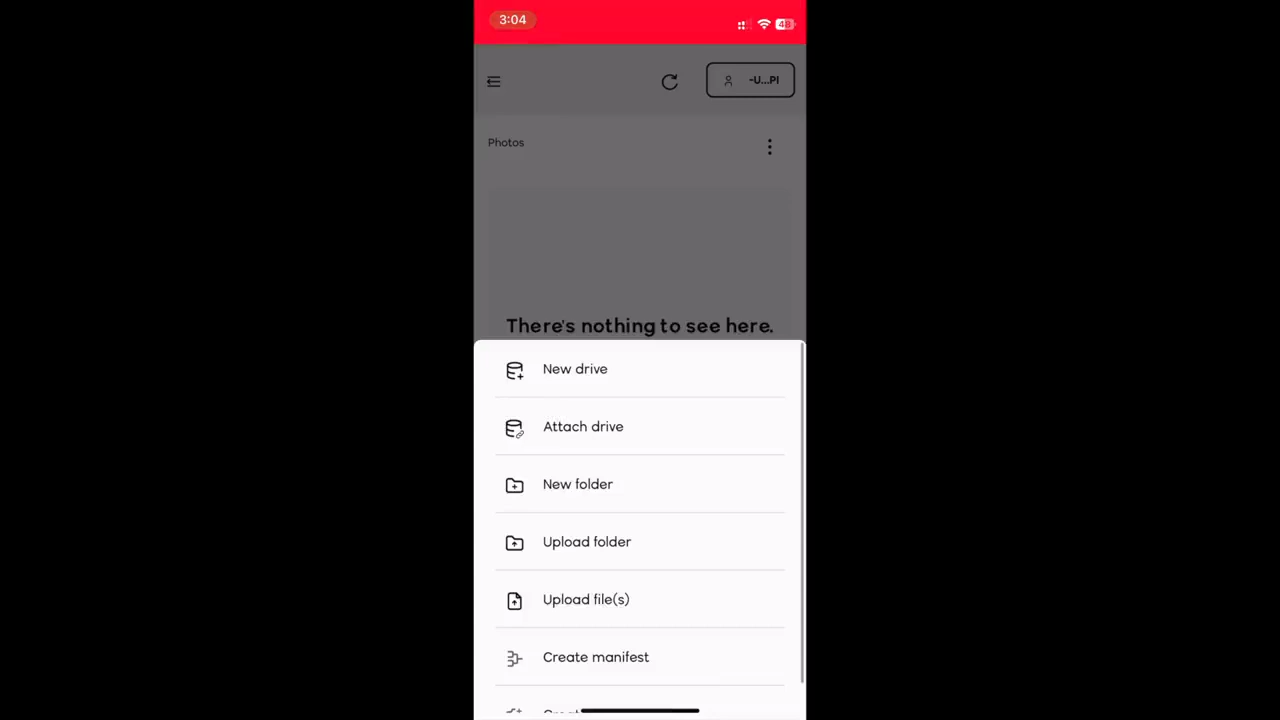 3:04
48
-U...PI
Photos
There's nothing to see here.
New drive
Attach drive
New folder
Upload folder
Upload file(s)
Create manifest